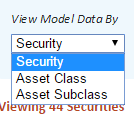 View Model Data By
Security
Security
Asset Class
Asset Subclass
Viewing 44 Securities